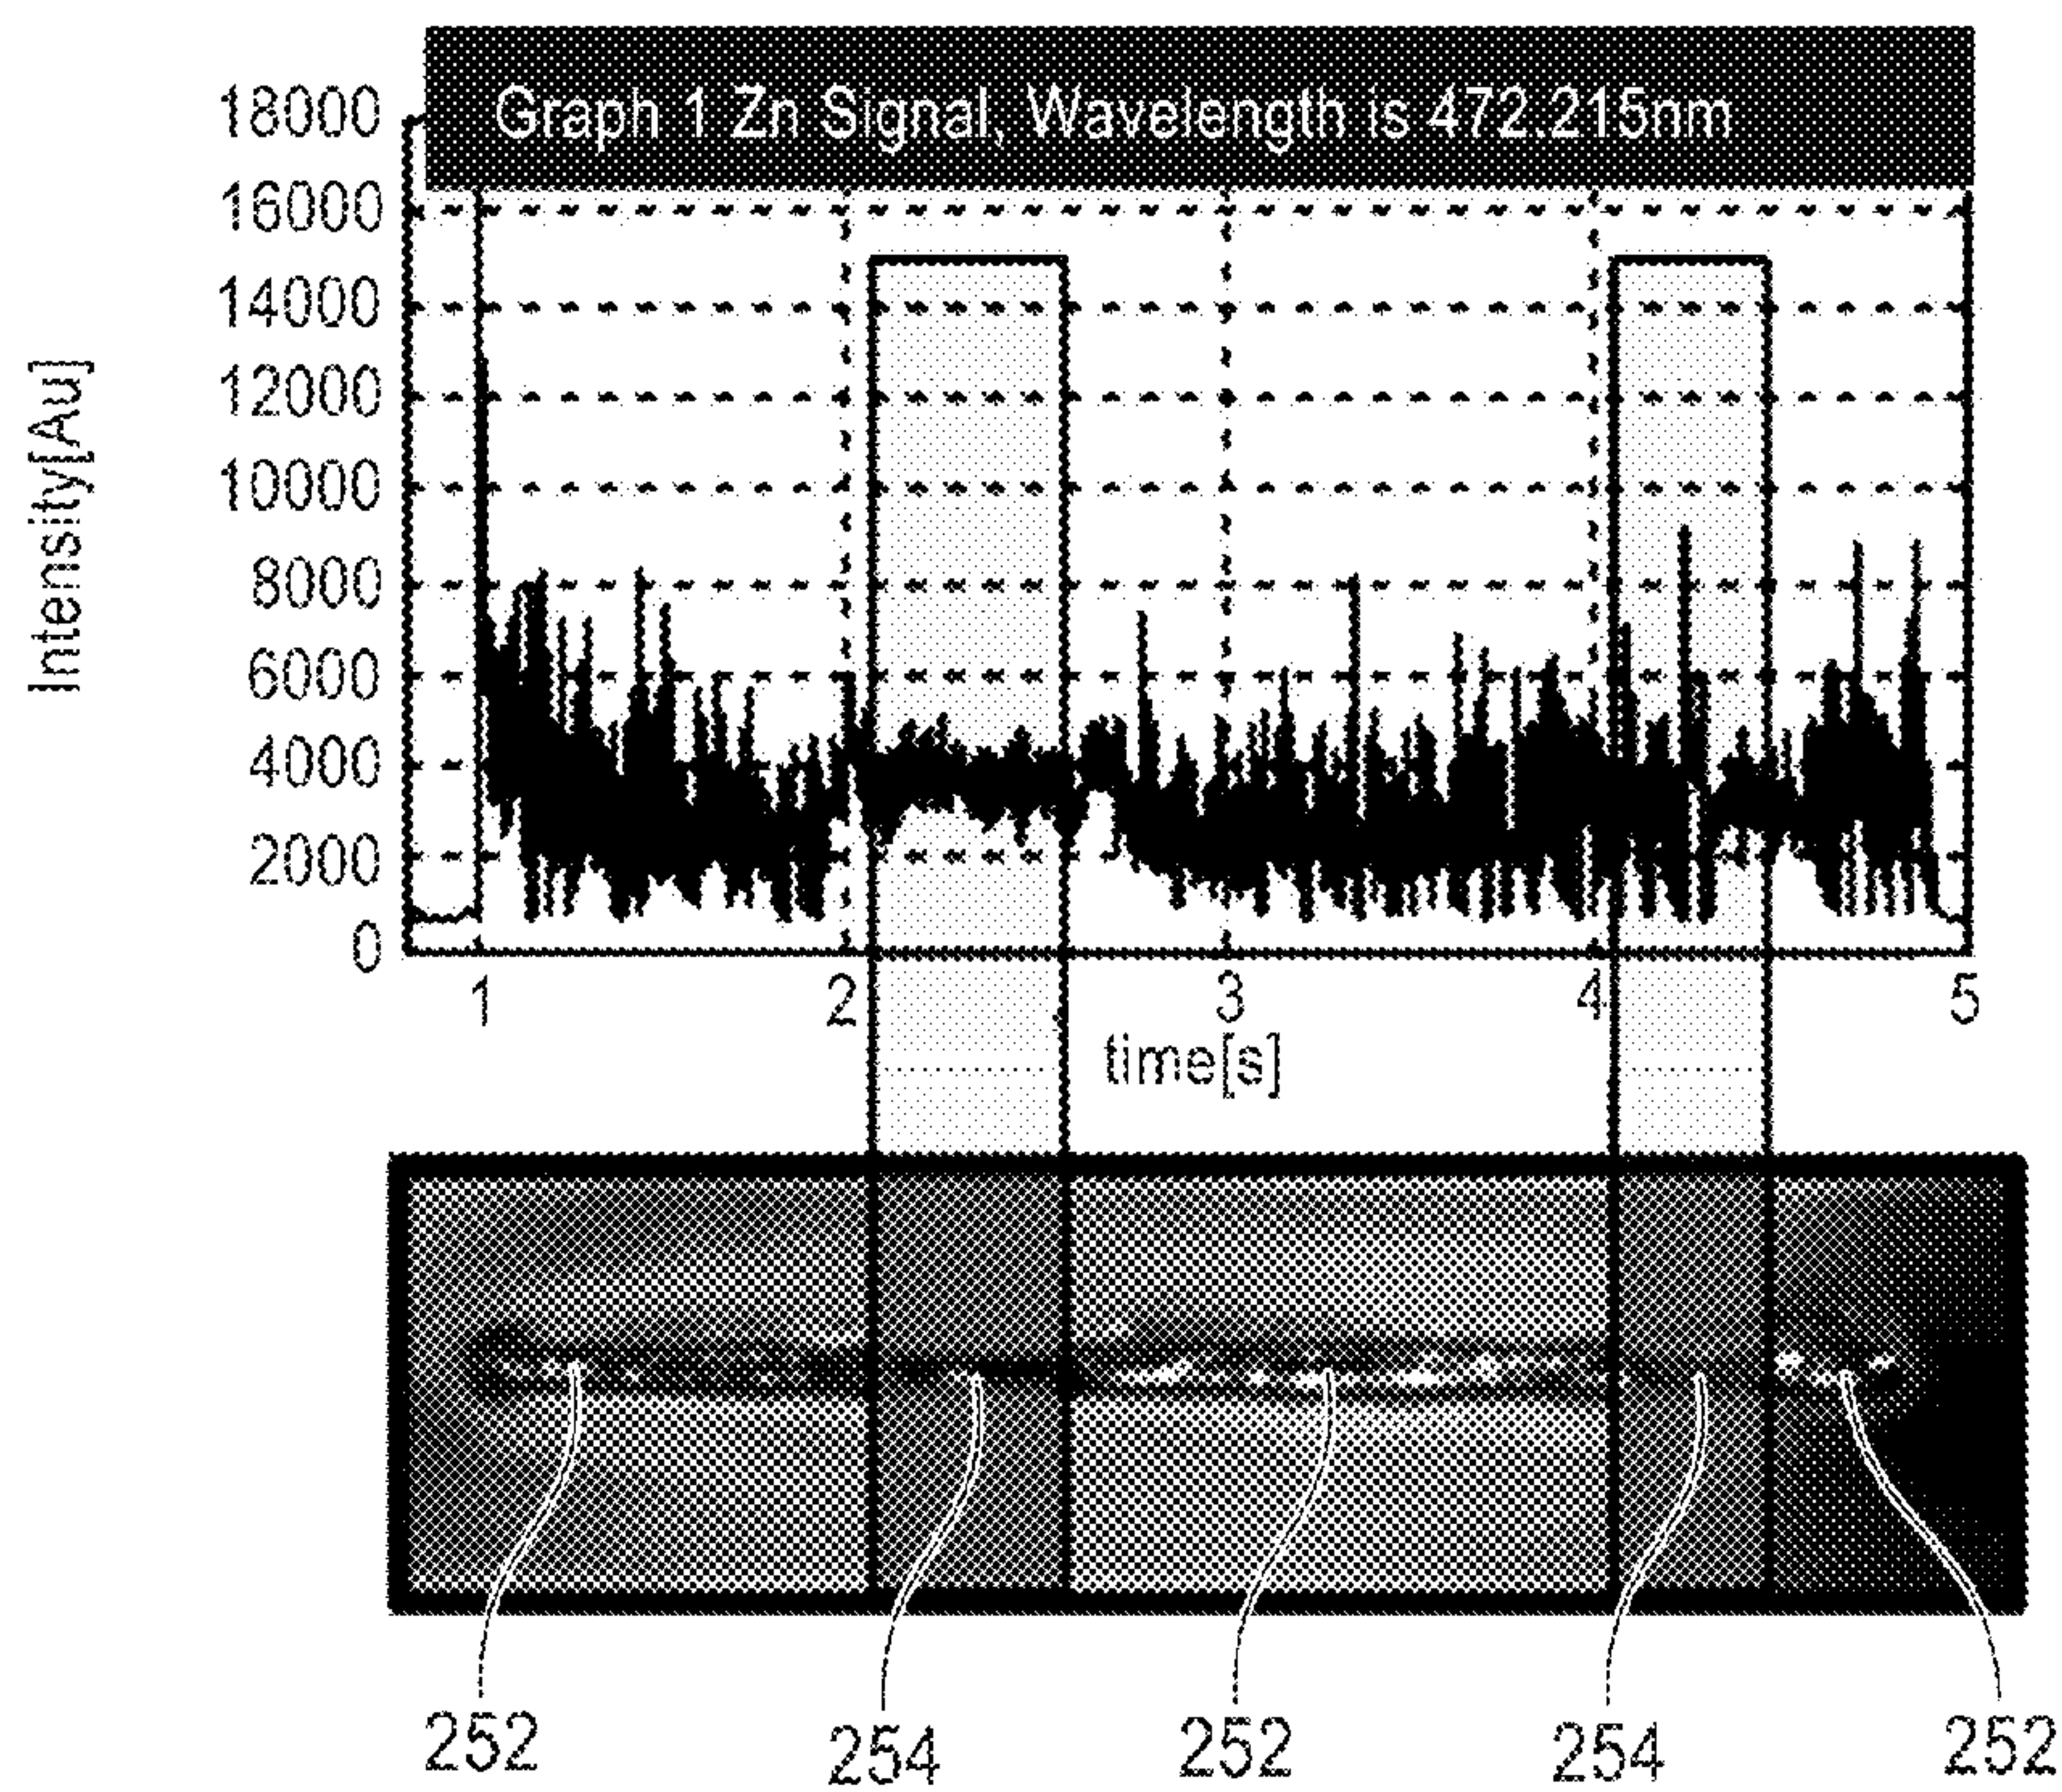 Graph 1 Zn Signal, Wavelength is 472.215nm
Intensity[Au]
18000
16000
14000
12000
10000
8000
6000
4000
2000
0
1 2 3 4 5
time[s]
252 254 252 254 252